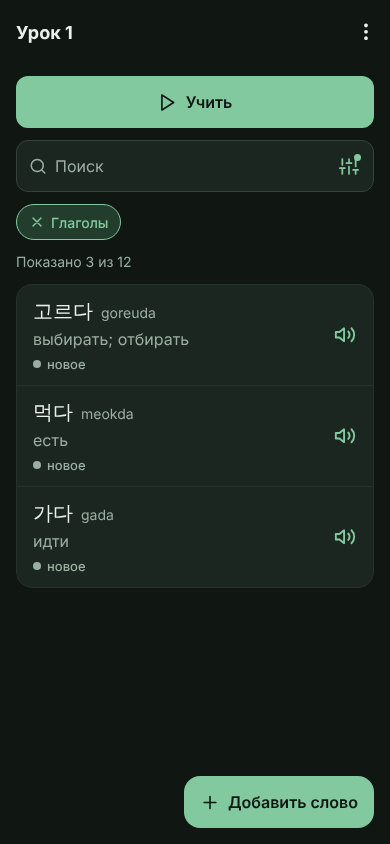 Урок 1
Учить
Поиск
Глаголы
Показано 3 из 12
고르다 goreuda
выбирать; отбирать
новое
먹다 meokda
есть
новое
가다 gada
идти
новое
Добавить слово